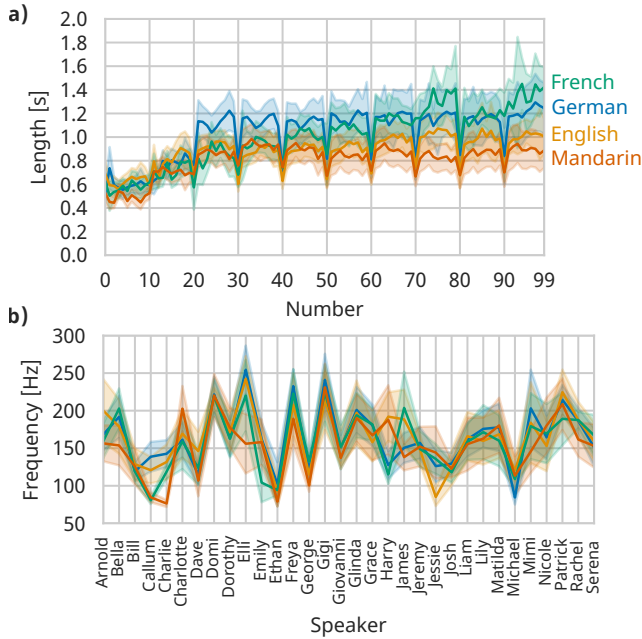 a)
2.0
1.8
1.6
1.4
1.2
1.0
0.8
0.6
0.4
0.2
0.0
Length [s]
French
German
English
Mandarin
0 10 20 30 40 50 60 70 80 90 99
Number
b)
300
250
200
150
100
50
Frequency [Hz]
Arnold
Bella
Bill
Callum
Charlie
Charlotte
Dave
Domi
Dorothy
Elli
Emily
Ethan
Freya
George
Gigi
Giovanni
Glinda
Grace
Harry
James
Jeremy
Jessie
Josh
Liam
Lily
Matilda
Michael
Mimi
Nicole
Patrick
Rachel
Serena
Speaker